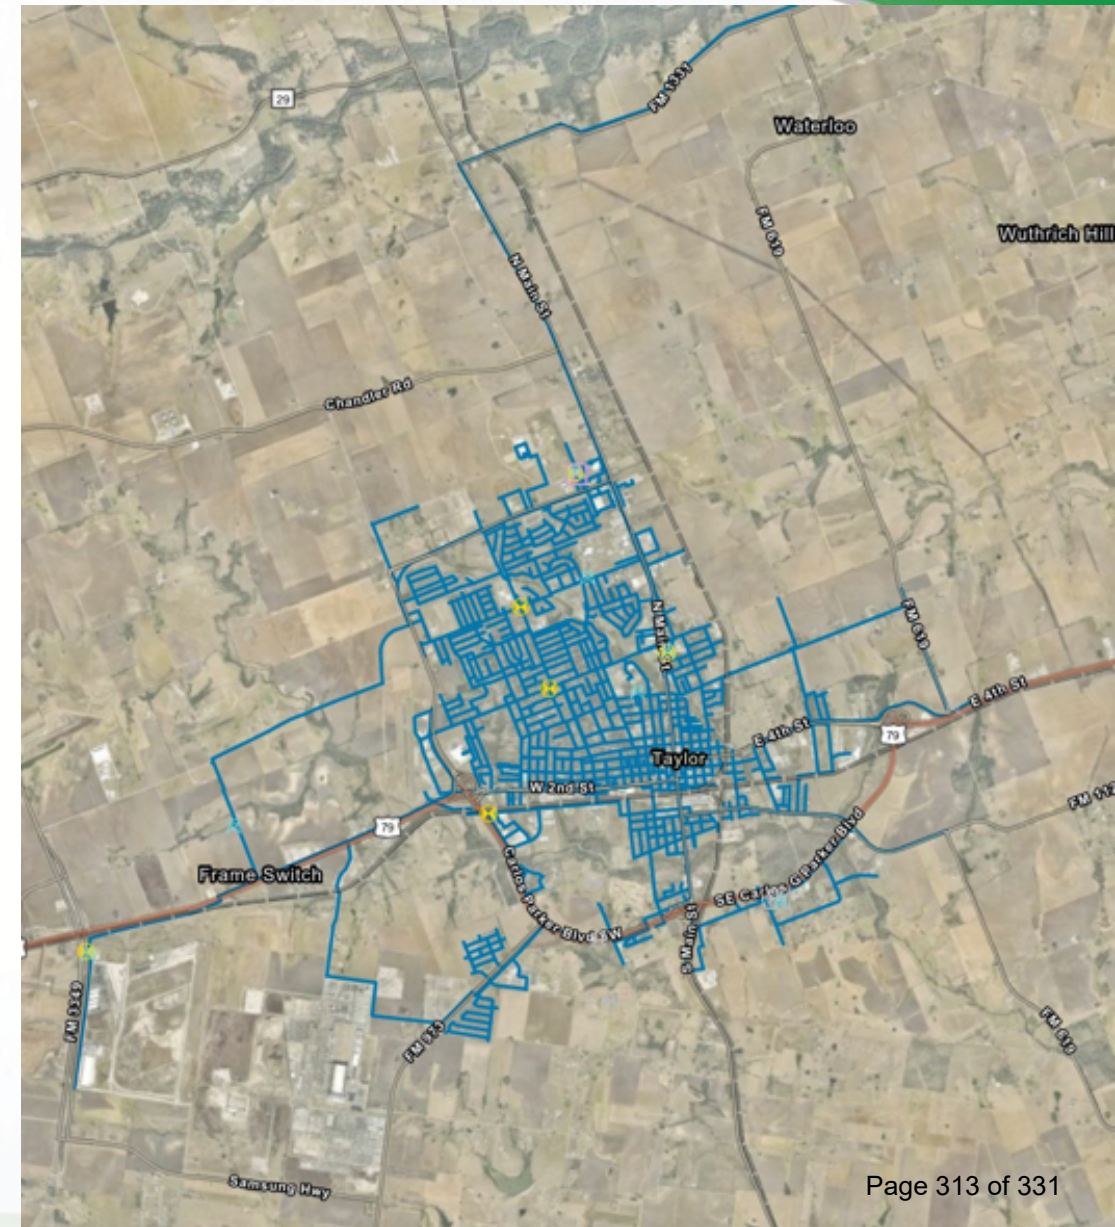 FM 1331
29
Waterloo
FM 619
Wuthrich Hill
N Main St
Chandler Rd
N Main St
FM 619
E 4th St
E 4th St
79
Taylor
W 2nd St
FM 112
79
SE Carlos G Parker Blvd
Frame Switch
Carlos Parker Blvd SW
S Main St
FM 3349
FM 973
FM 619
Samsung Hwy
Page 313 of 331